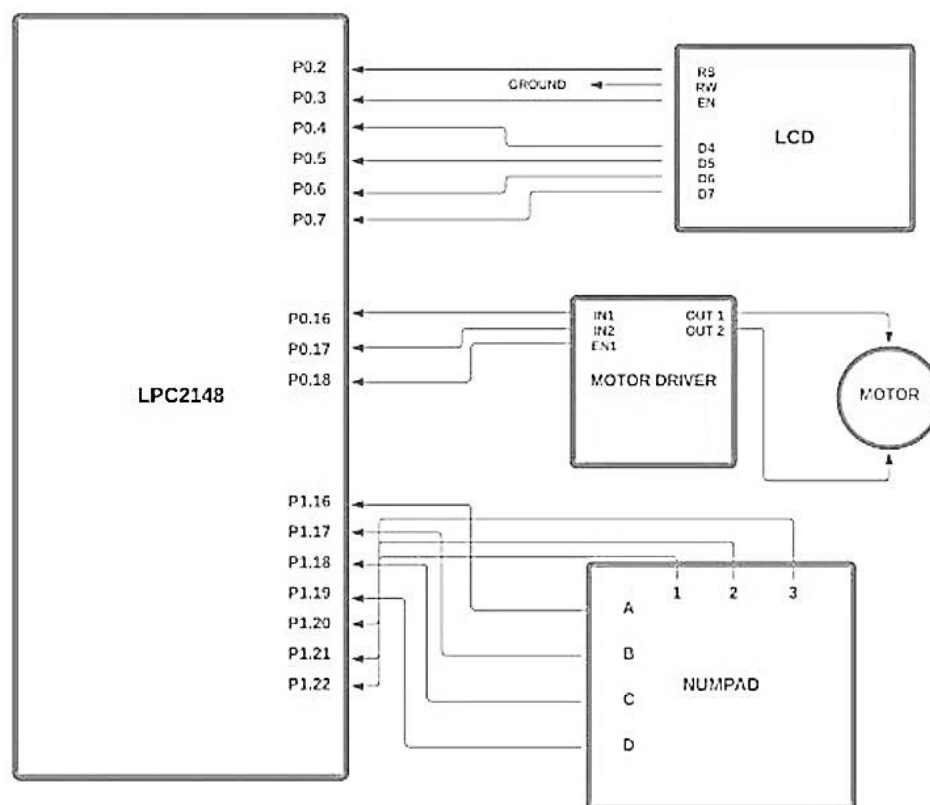 P0.2
P0.3
P0.4
P0.5
P0.6
P0.7
P0.16
P0.17
P0.18
LPC2148
P1.16
P1.17
P1.18
P1.19
P1.20
P1.21
P1.22
GROUND
RS
RW
EN
D4
D5
D6
D7
LCD
IN1 OUT 1
IN2 OUT 2
EN1
MOTOR DRIVER
MOTOR
1 2 3
A
B
C
D
NUMPAD